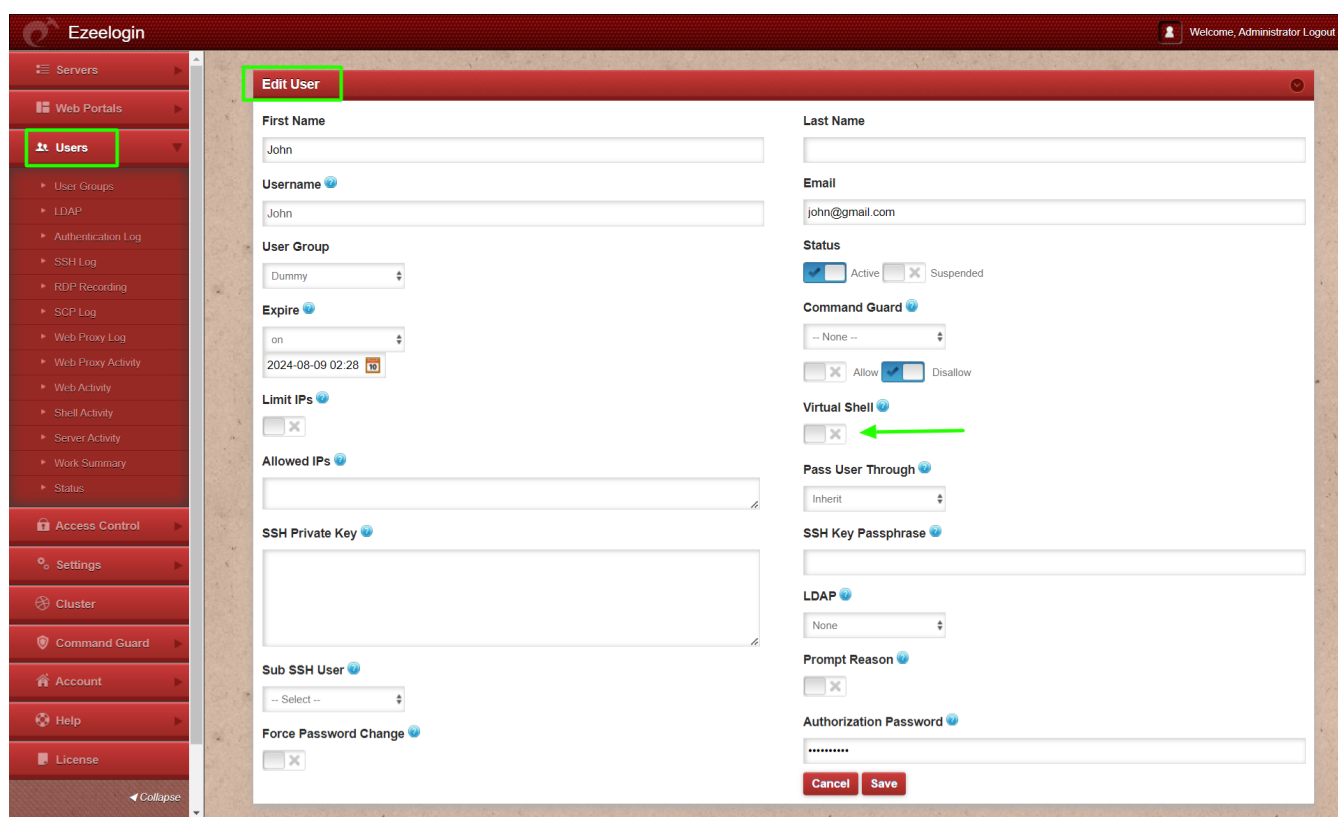 Ezeelogin
Welcome, Administrator Logout
Servers
Web Portals
Users
User Groups
LDAP
Authentication Log
SSH Log
RDP Recording
SCP Log
Web Proxy Log
Web Proxy Activity
Web Activity
Shell Activity
Server Activity
Work Summary
Status
Access Control
Settings
Cluster
Command Guard
Account
Help
License
Collapse
Edit User
First Name
John
Last Name
Username
John
Email
john@gmail.com
User Group
Dummy
Status
Active Suspended
Expire
on
2024-08-09 02:28 10
Command Guard
-- None --
Allow Disallow
Limit IPs
Virtual Shell
Allowed IPs
Pass User Through
Inherit
SSH Private Key
SSH Key Passphrase
LDAP
None
Sub SSH User
-- Select --
Prompt Reason
Force Password Change
Authorization Password
••••••••••
Cancel Save